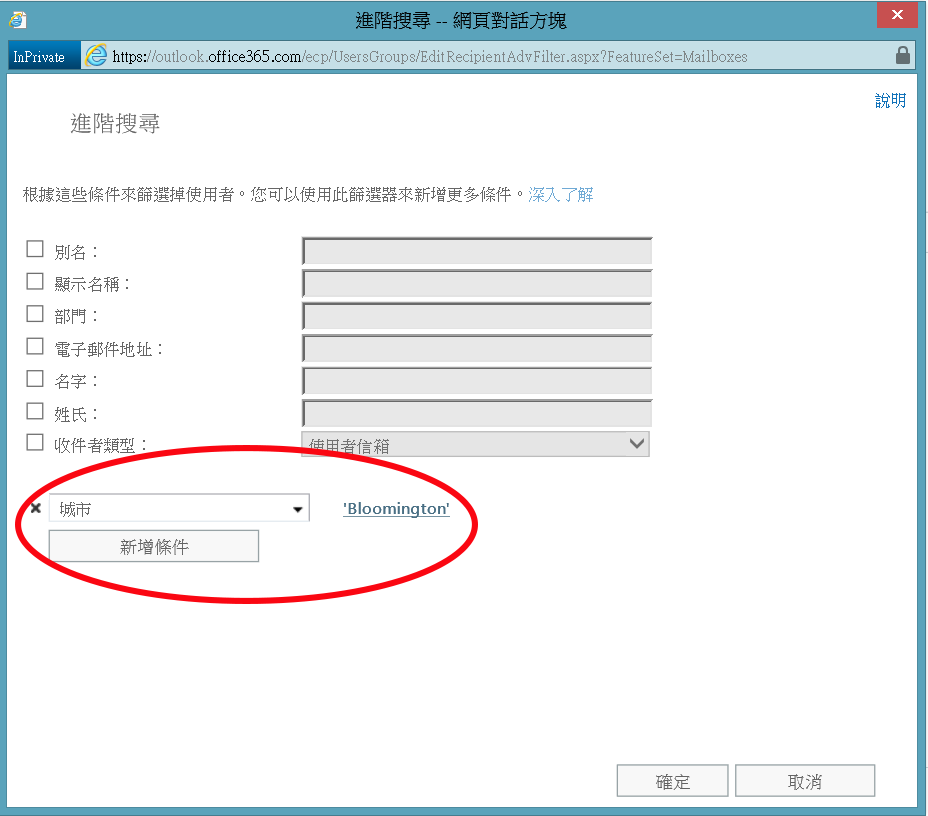 進階搜尋 -- 網頁對話方塊
InPrivate https://outlook.office365.com/ecp/UsersGroups/EditRecipientAdvFilter.aspx?FeatureSet=Mailboxes
說明
進階搜尋
根據這些條件來篩選掉使用者。您可以使用此篩選器來新增更多條件。深入了解
別名：
顯示名稱：
部門：
電子郵件地址：
名字：
姓氏：
收件者類型： 使用者信箱
城市 'Bloomington'
新增條件
確定 取消